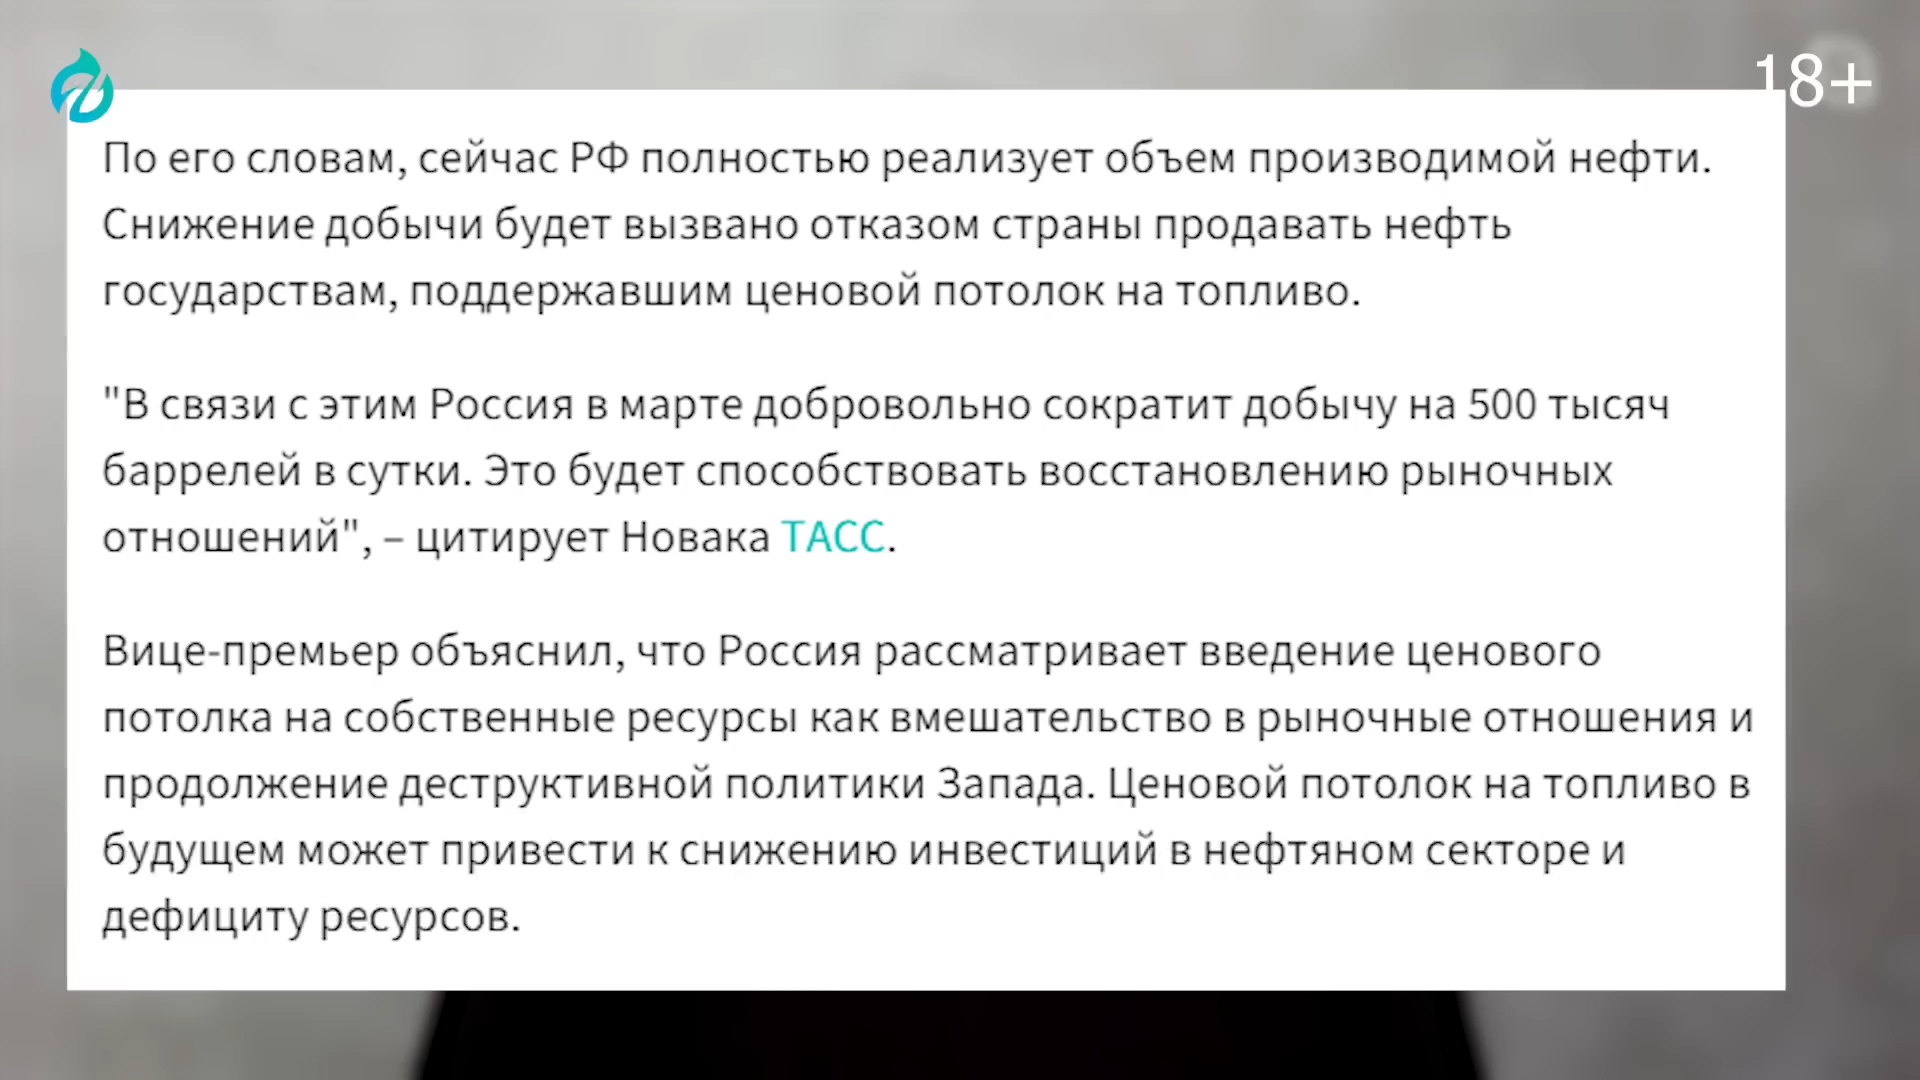 18+
По его словам, сейчас РФ полностью реализует объем производимой нефти.
Снижение добычи будет вызвано отказом страны продавать нефть
государствам, поддержавшим ценовой потолок на топливо.
"В связи с этим Россия в марте добровольно сократит добычу на 500 тысяч
баррелей в сутки. Это будет способствовать восстановлению рыночных
отношений", – цитирует Новака ТАСС.
Вице-премьер объяснил, что Россия рассматривает введение ценового
потолка на собственные ресурсы как вмешательство в рыночные отношения и
продолжение деструктивной политики Запада. Ценовой потолок на топливо в
будущем может привести к снижению инвестиций в нефтяном секторе и
дефициту ресурсов.